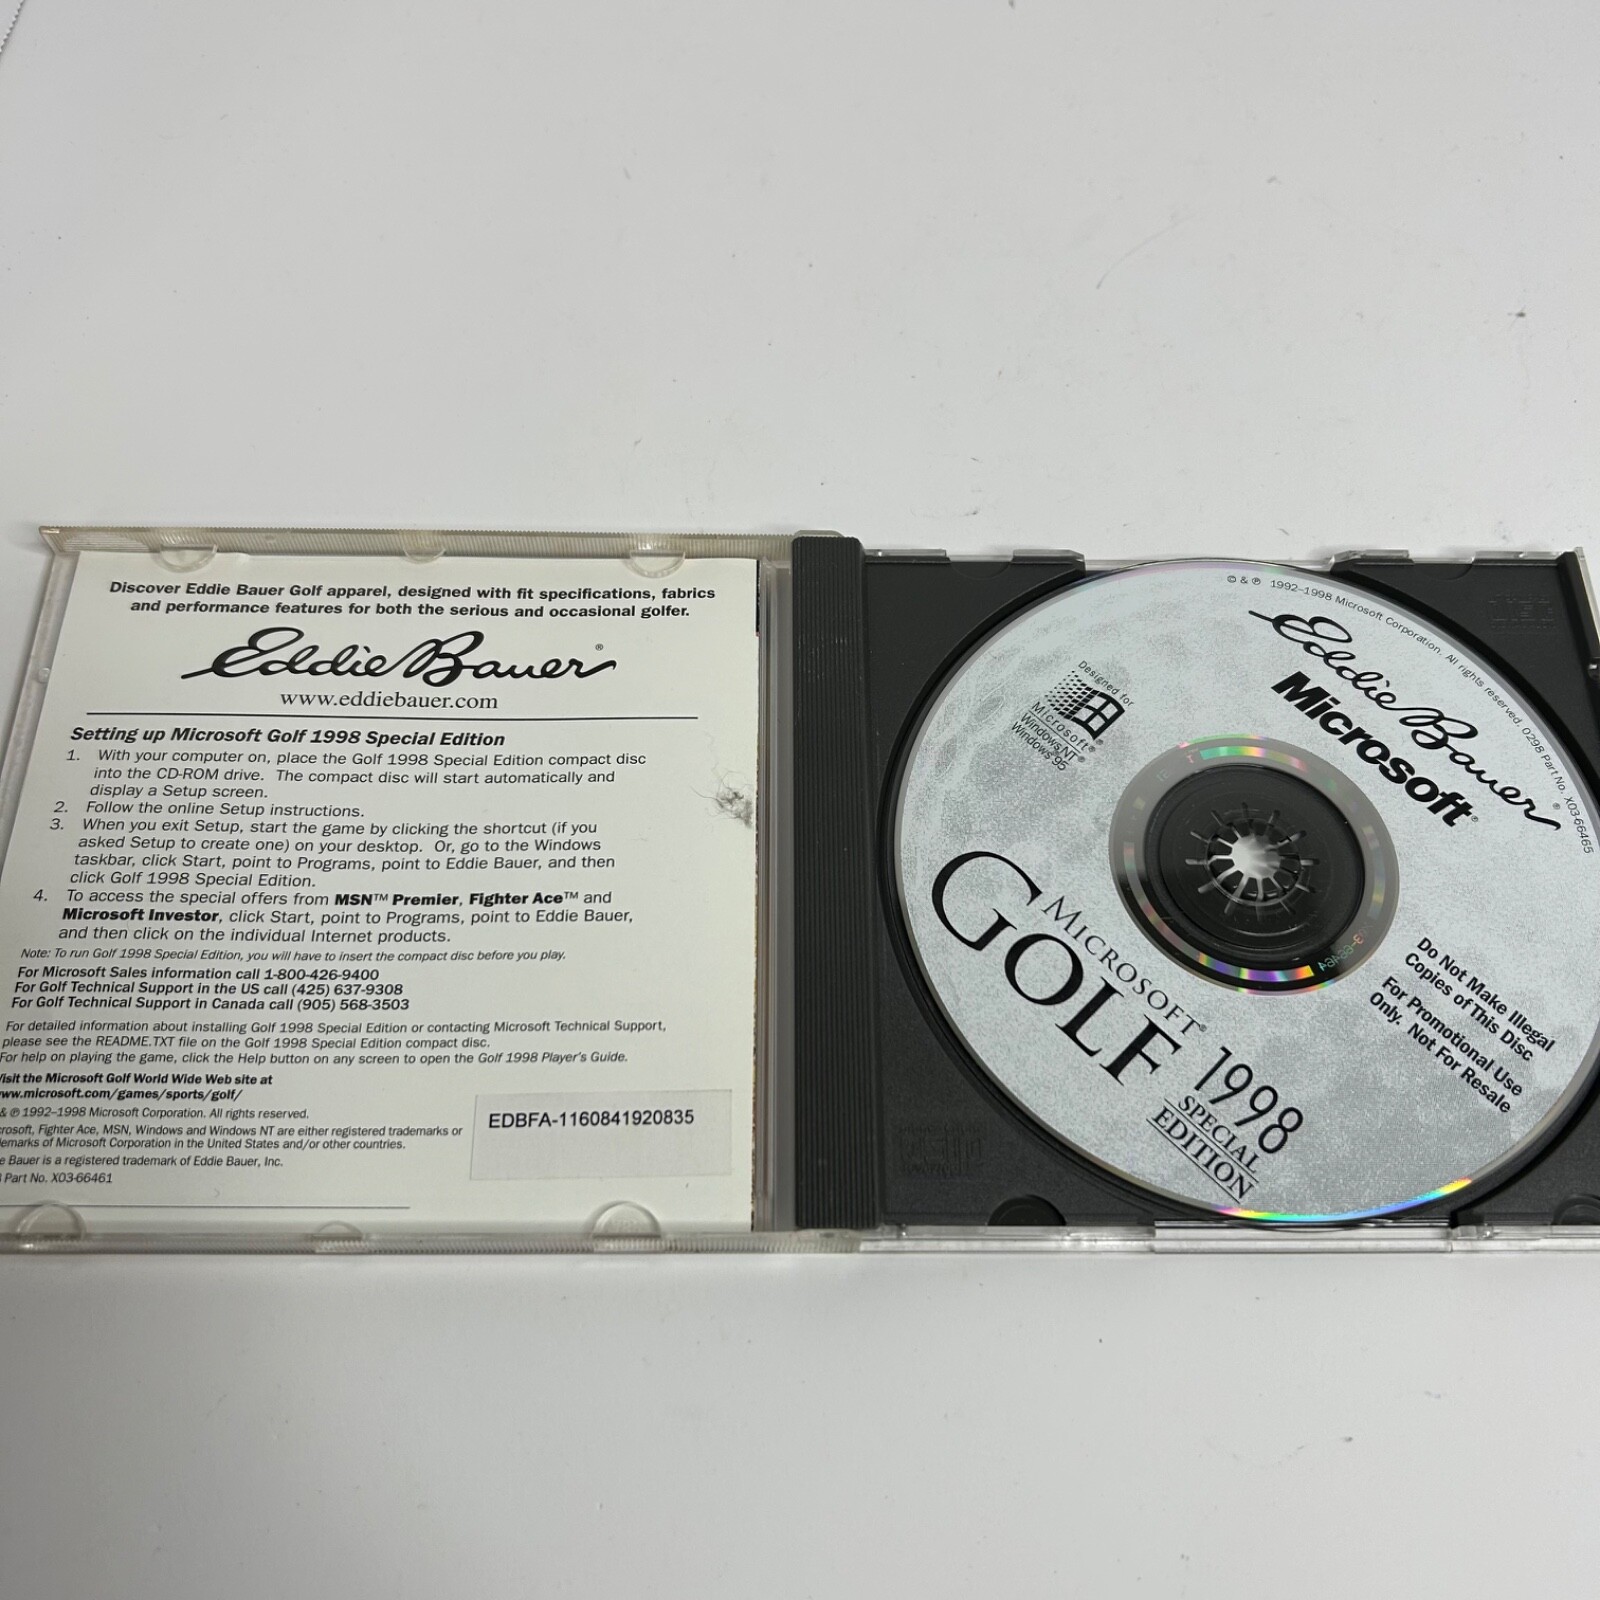 Discover Eddie Bauer Golf apparel, designed with fit specifications, fabrics
and performance features for both the serious and occasional golfer.
Eddie Bauer®
www.eddiebauer.com
Setting up Microsoft Golf 1998 Special Edition
1. With your computer on, place the Golf 1998 Special Edition compact disc
into the CD-ROM drive. The compact disc will start automatically and
display a Setup screen.
2. Follow the online Setup instructions.
3. When you exit Setup, start the game by clicking the shortcut (if you
asked Setup to create one) on your desktop. Or, go to the Windows
taskbar, click Start, point to Programs, point to Eddie Bauer, and then
click Golf 1998 Special Edition.
4. To access the special offers from MSN™ Premier, Fighter Ace™ and
Microsoft Investor, click Start, point to Programs, point to Eddie Bauer,
and then click on the individual Internet products.
Note: To run Golf 1998 Special Edition, you will have to insert the compact disc before you play.
For Microsoft Sales information call 1-800-426-9400
For Golf Technical Support in the US call (425) 637-9308
For Golf Technical Support in Canada call (905) 568-3503
For detailed information about installing Golf 1998 Special Edition or contacting Microsoft Technical Support,
please see the README.TXT file on the Golf 1998 Special Edition compact disc.
For help on playing the game, click the Help button on any screen to open the Golf 1998 Player's Guide.
Visit the Microsoft Golf World Wide Web site at
www.microsoft.com/games/sports/golf/
& ℗ 1992–1998 Microsoft Corporation. All rights reserved.
crosoft, Fighter Ace, MSN, Windows and Windows NT are either registered trademarks or
emarks of Microsoft Corporation in the United States and/or other countries.
e Bauer is a registered trademark of Eddie Bauer, Inc.
Part No. X03-66461
EDBFA-1160841920835
© & ℗ 1992–1998 Microsoft Corporation. All rights reserved. 0298 Part No. X03-66465
Eddie Bauer®
Microsoft®
Designed for
Microsoft®
Windows NT®
Windows®95
MICROSOFT®
GOLF 1998
SPECIAL
EDITION
Do Not Make Illegal
Copies of This Disc
For Promotional Use
Only. Not For Resale